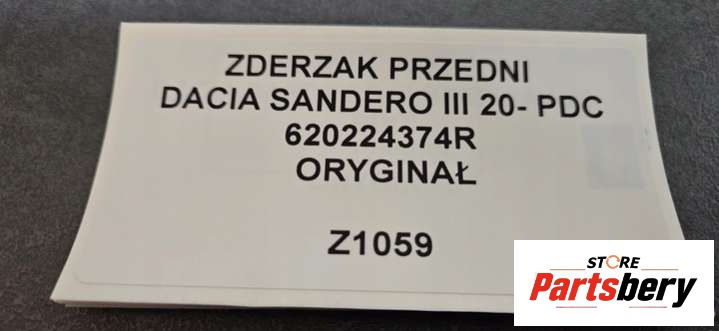 ZDERZAK PRZEDNI
DACIA SANDERO III 20- PDC
620224374R
ORYGINAŁ
Z1059
STORE
Partsbery